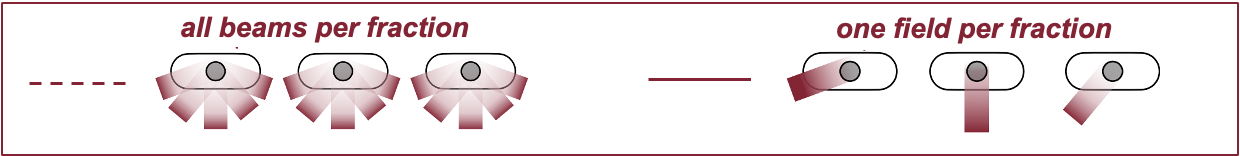 all beams per fraction
one field per fraction